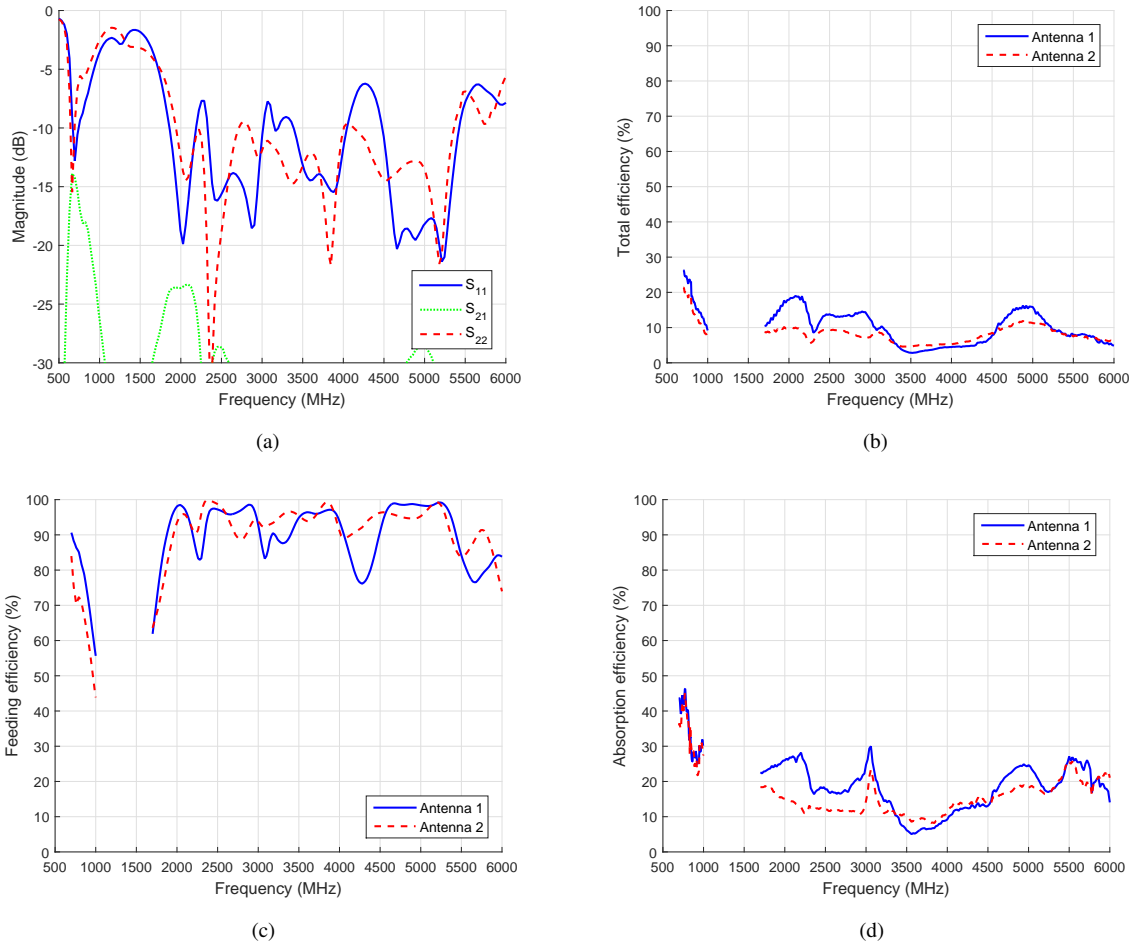 0
-5
-10
-15
-20
-25
-30
Magnitude (dB)
500 1000 1500 2000 2500 3000 3500 4000 4500 5000 5500 6000
Frequency (MHz)
S11
S21
S22
(a)
100
90
80
70
60
50
40
30
20
10
0
Total efficiency (%)
500 1000 1500 2000 2500 3000 3500 4000 4500 5000 5500 6000
Frequency (MHz)
Antenna 1
Antenna 2
(b)
100
90
80
70
60
50
40
30
20
10
0
Feeding efficiency (%)
500 1000 1500 2000 2500 3000 3500 4000 4500 5000 5500 6000
Frequency (MHz)
Antenna 1
Antenna 2
(c)
100
90
80
70
60
50
40
30
20
10
0
Absorption efficiency (%)
500 1000 1500 2000 2500 3000 3500 4000 4500 5000 5500 6000
Frequency (MHz)
Antenna 1
Antenna 2
(d)